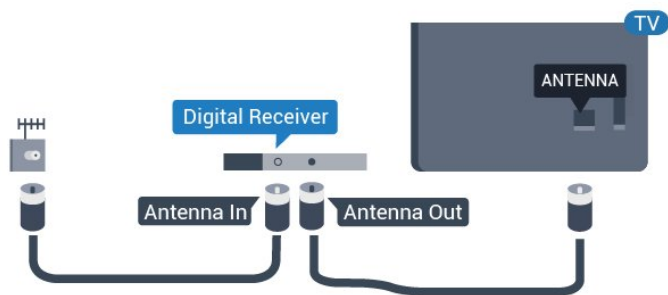 TV
ANTENNA
Digital Receiver
Antenna In
Antenna Out